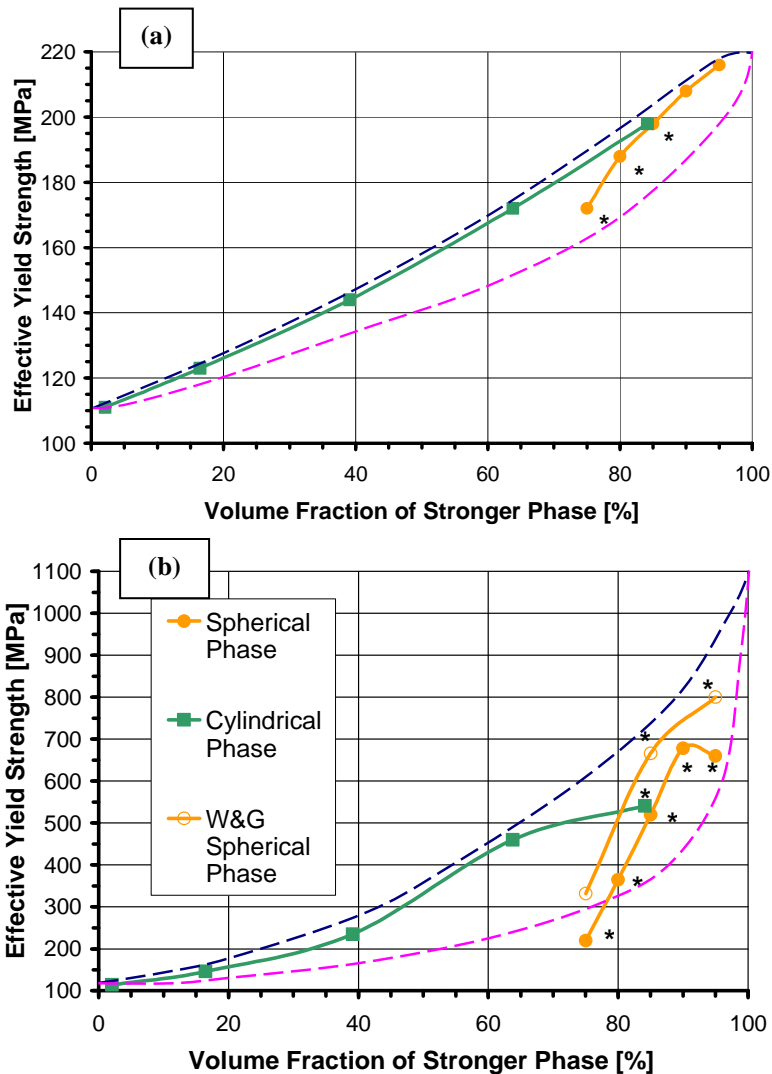 (a)
220
200
180
160
140
120
100
Effective Yield Strength [MPa]
* * *
0 20 40 60 80 100
Volume Fraction of Stronger Phase [%]
(b)
1100
1000
900
800
700
600
500
400
300
200
100
Effective Yield Strength [MPa]
Spherical
Phase
Cylindrical
Phase
W&G
Spherical
Phase
* * * * * * * *
0 20 40 60 80 100
Volume Fraction of Stronger Phase [%]